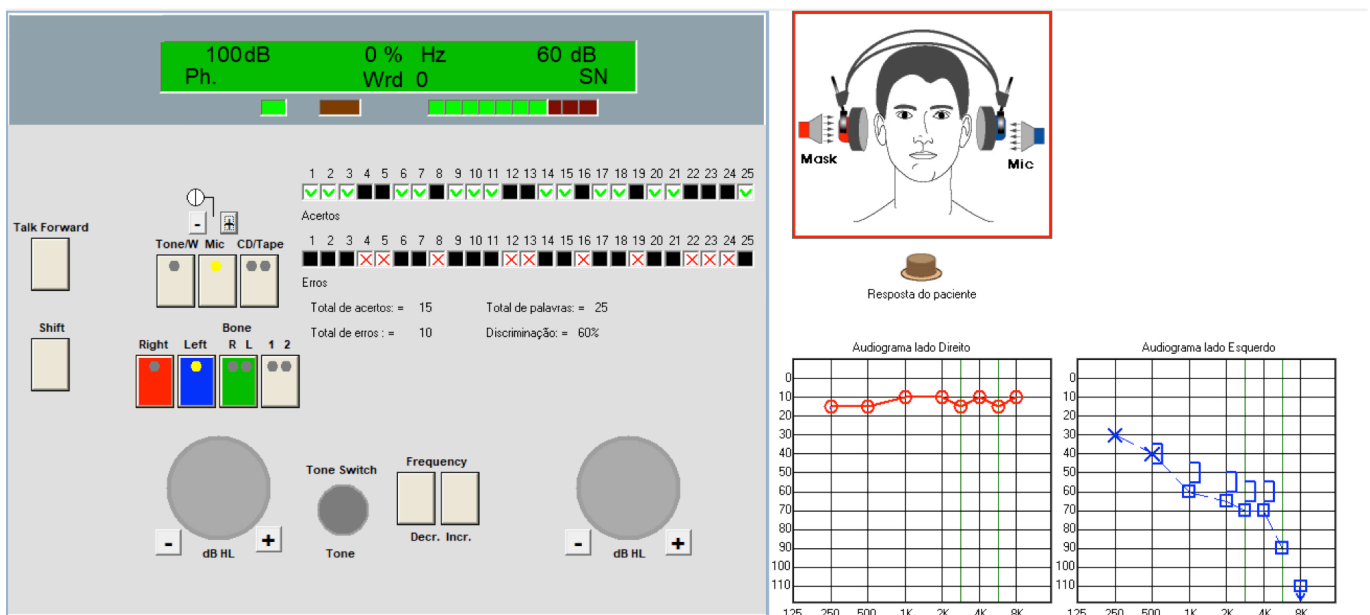 100dB 0 % Hz 60 dB
Ph. Wrd 0 SN
Mask
Mic
Resposta do paciente
1 2 3 4 5 6 7 8 9 10 11 12 13 14 15 16 17 18 19 20 21 22 23 24 25
Acertos
1 2 3 4 5 6 7 8 9 10 11 12 13 14 15 16 17 18 19 20 21 22 23 24 25
Erros
Total de acertos: = 15 Total de palavras: = 25
Total de erros : = 10 Discriminação: = 60%
Talk Forward
Shift
-
Tone/W Mic CD/Tape
Bone
Right Left R L 1 2
Tone Switch
Frequency
Decr. Incr.
Tone
- dB HL +
- dB HL +
Audiograma lado Direito
0
10
20
30
40
50
60
70
80
90
100
110
125 250 500 1K 2K 4K 8K
Audiograma lado Esquerdo
0
10
20
30
40
50
60
70
80
90
100
110
125 250 500 1K 2K 4K 8K